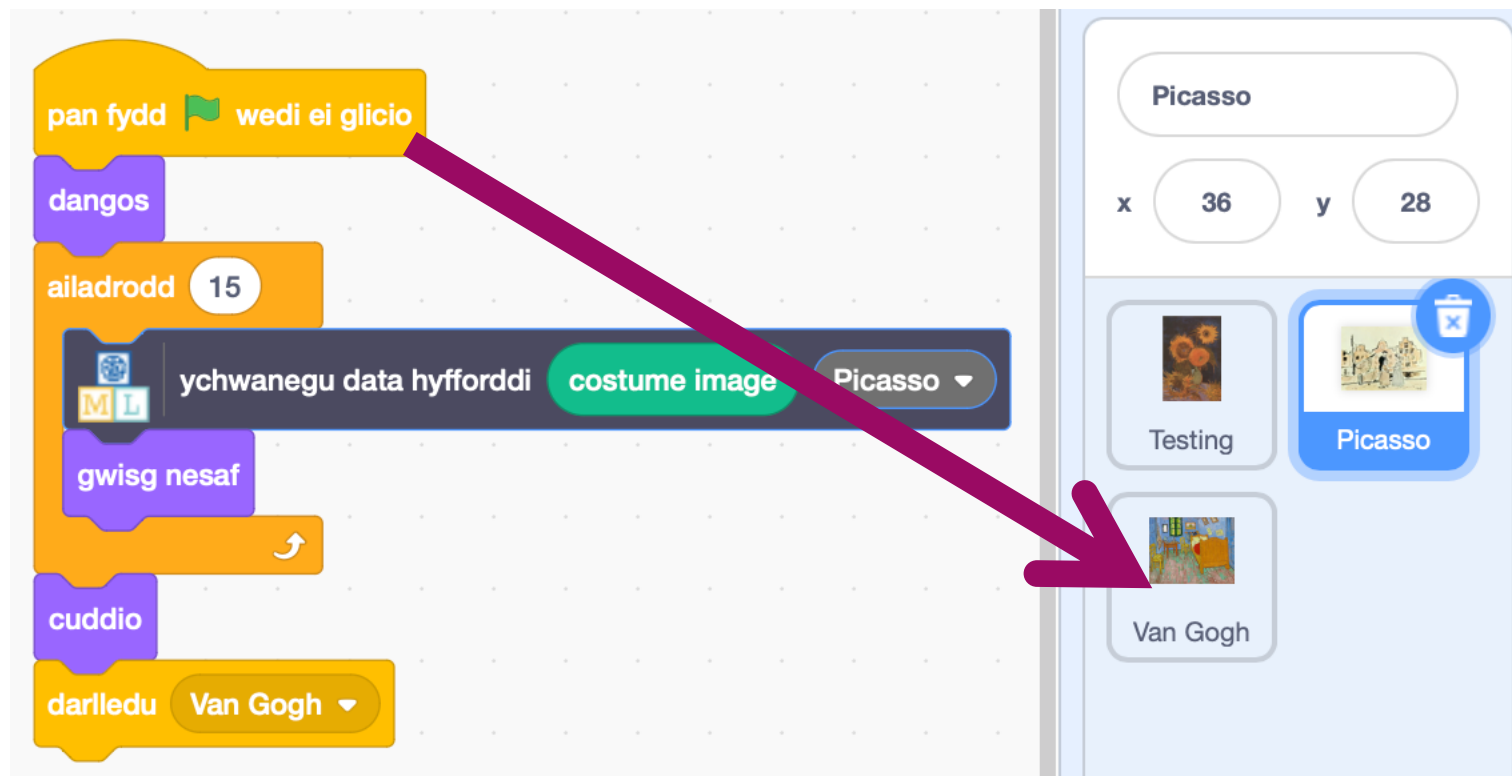 pan fydd wedi ei glicio
dangos
ailadrodd 15
M L ychwanegu data hyfforddi costume image Picasso
gwisg nesaf
cuddio
darlledu Van Gogh
Picasso
x 36 y 28
Testing
Picasso
Van Gogh